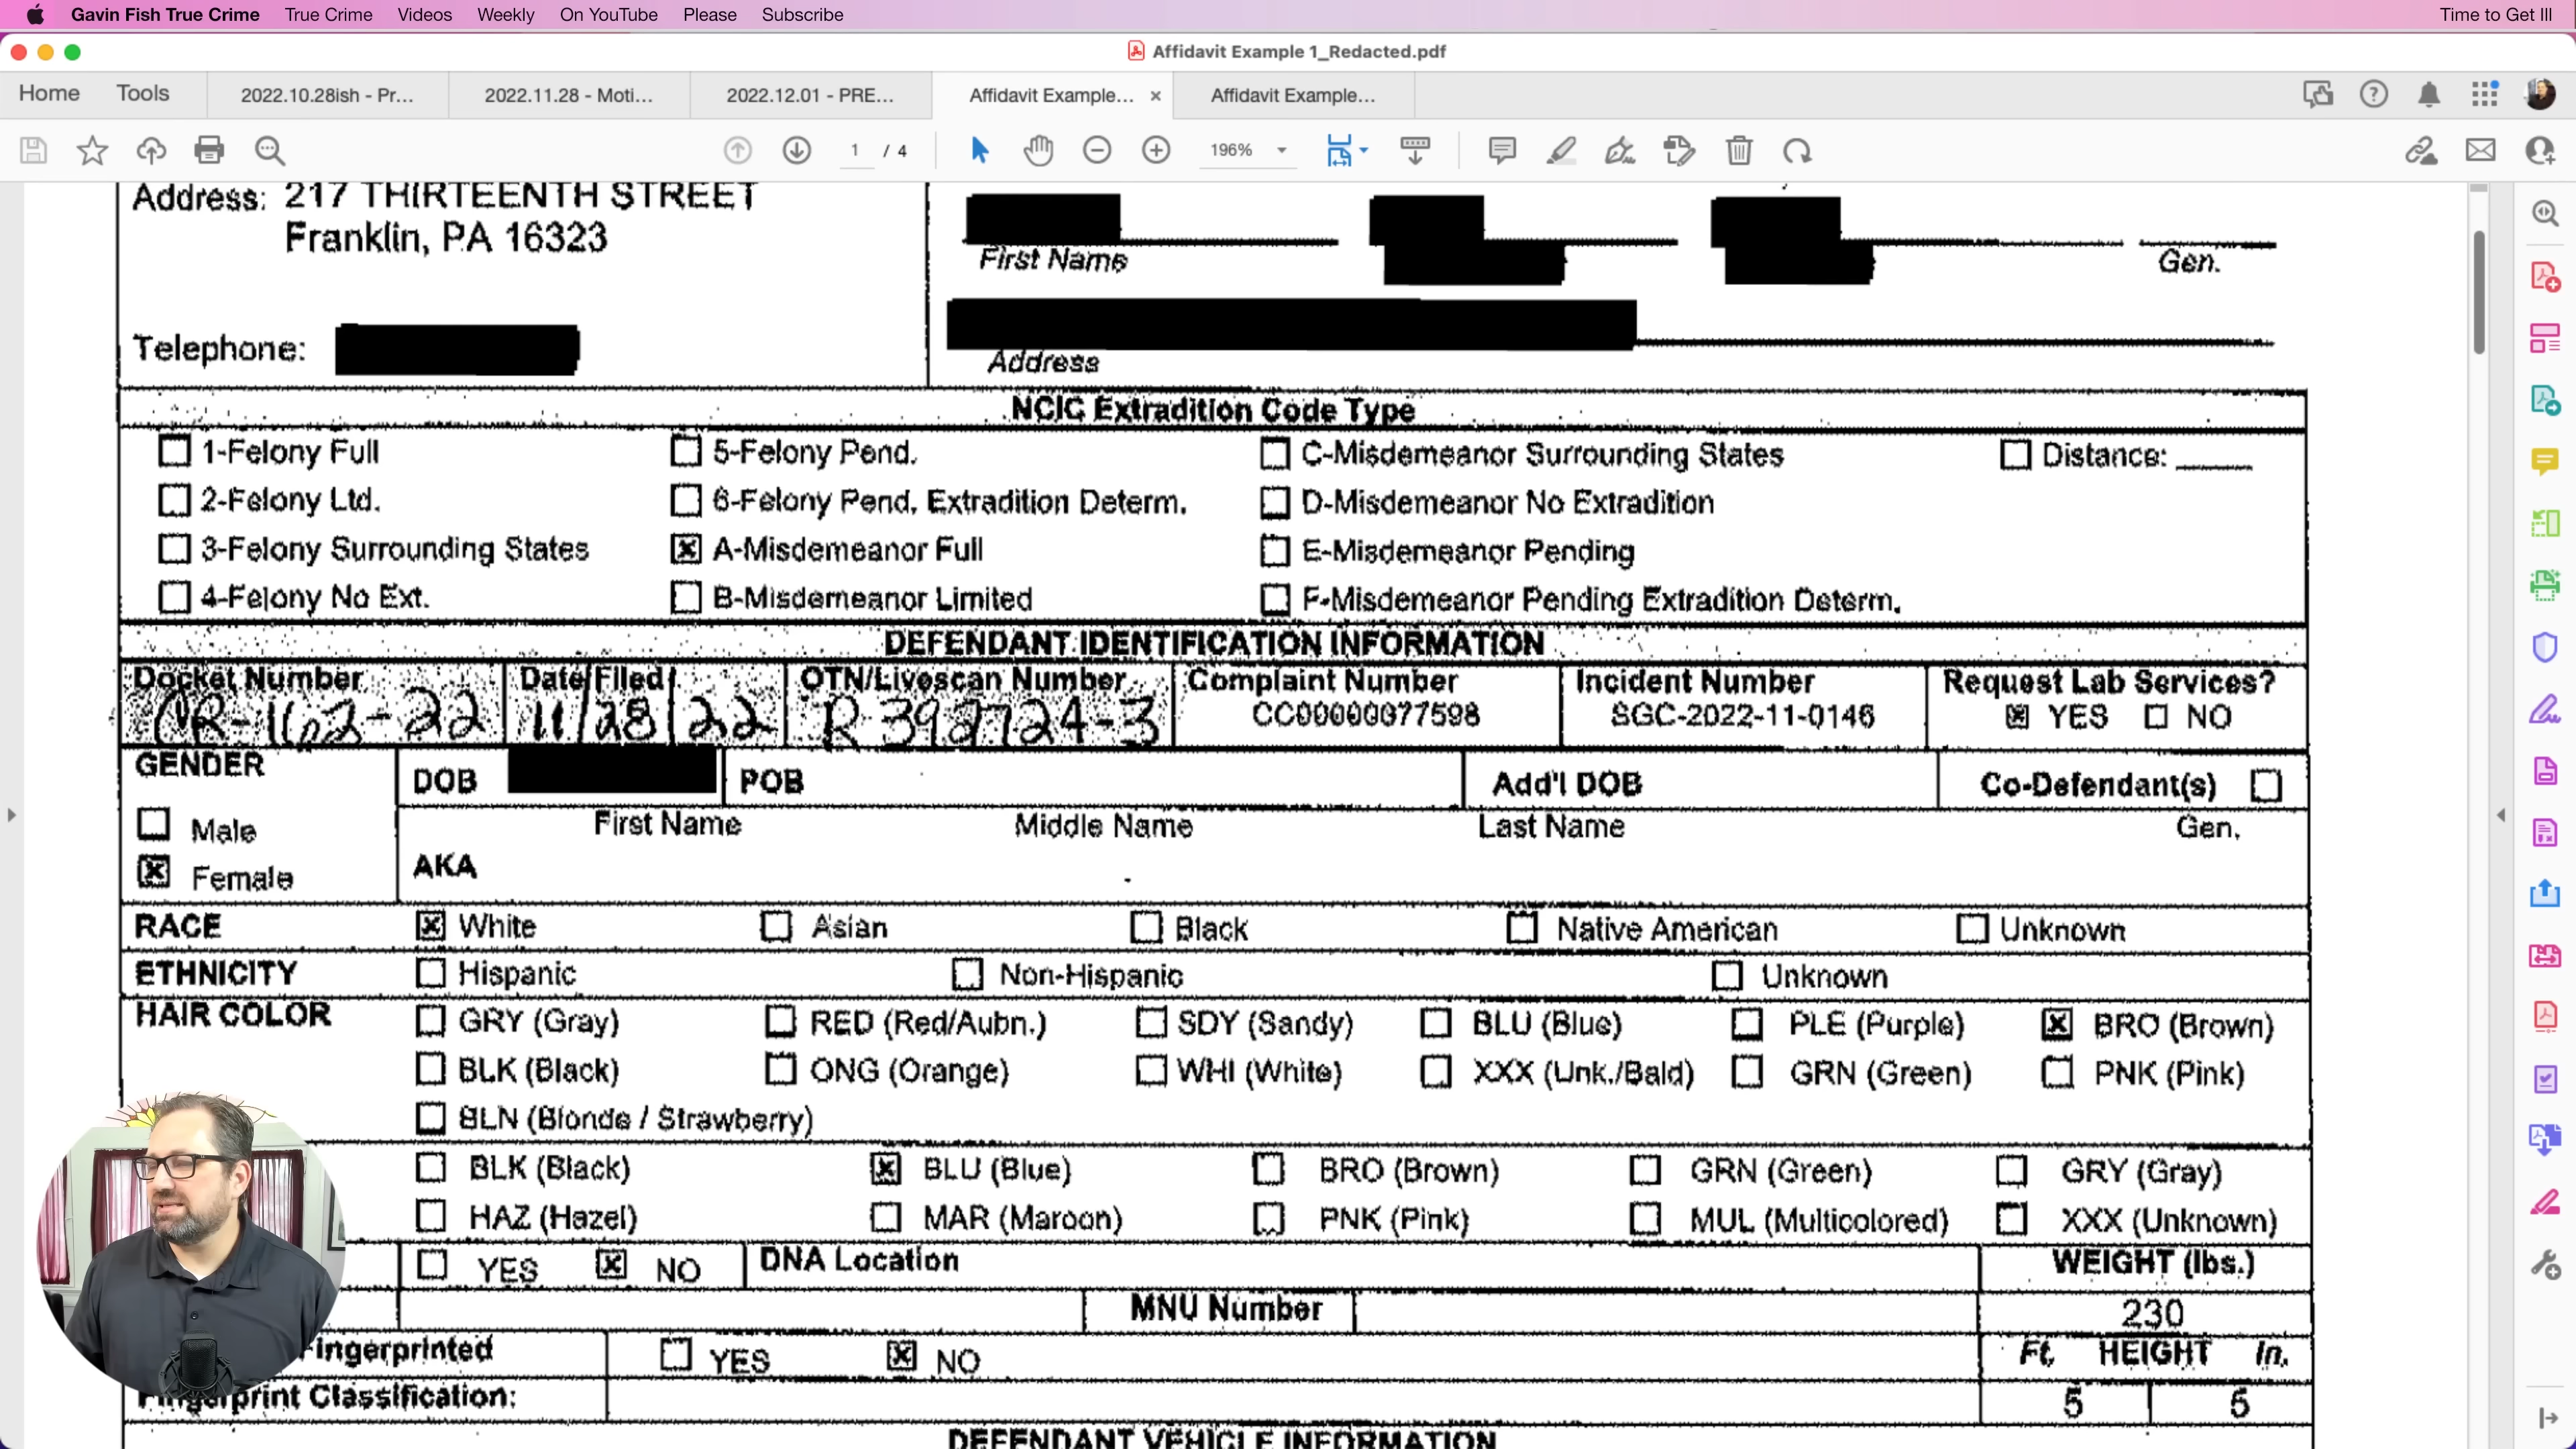 Gavin Fish True Crime True Crime Videos Weekly On YouTube Please Subscribe Time to Get Ill
Affidavit Example 1_Redacted.pdf
Home Tools 2022.10.28ish - Pr... 2022.11.28 - Moti... 2022.12.01 - PRE... Affidavit Example... × Affidavit Example...
1 / 4 196%
Address: 217 THIRTEENTH STREET
Franklin, PA 16323
First Name Gen.
Telephone:
Address
NCIC Extradition Code Type
1-Felony Full 5-Felony Pend. C-Misdemeanor Surrounding States Distance: ____
2-Felony Ltd. 6-Felony Pend. Extradition Determ. D-Misdemeanor No Extradition
3-Felony Surrounding States A-Misdemeanor Full E-Misdemeanor Pending
4-Felony No Ext. B-Misdemeanor Limited F-Misdemeanor Pending Extradition Determ.
DEFENDANT IDENTIFICATION INFORMATION
Docket Number Date Filed OTN/Livescan Number Complaint Number Incident Number Request Lab Services?
CR-162-22 11/28/22 R 392724-3 CC00000077598 SGC-2022-11-0146 YES NO
GENDER DOB POB Add'l DOB Co-Defendant(s)
Male First Name Middle Name Last Name Gen.
Female AKA
RACE White Asian Black Native American Unknown
ETHNICITY Hispanic Non-Hispanic Unknown
HAIR COLOR GRY (Gray) RED (Red/Aubn.) SDY (Sandy) BLU (Blue) PLE (Purple) BRO (Brown)
BLK (Black) ONG (Orange) WHI (White) XXX (Unk./Bald) GRN (Green) PNK (Pink)
BLN (Blonde / Strawberry)
BLK (Black) BLU (Blue) BRO (Brown) GRN (Green) GRY (Gray)
HAZ (Hazel) MAR (Maroon) PNK (Pink) MUL (Multicolored) XXX (Unknown)
YES NO DNA Location WEIGHT (lbs.)
MNU Number 230
ingerprinted YES NO Ft. HEIGHT In.
Fingerprint Classification: 5 5
DEFENDANT VEHICLE INFORMATION